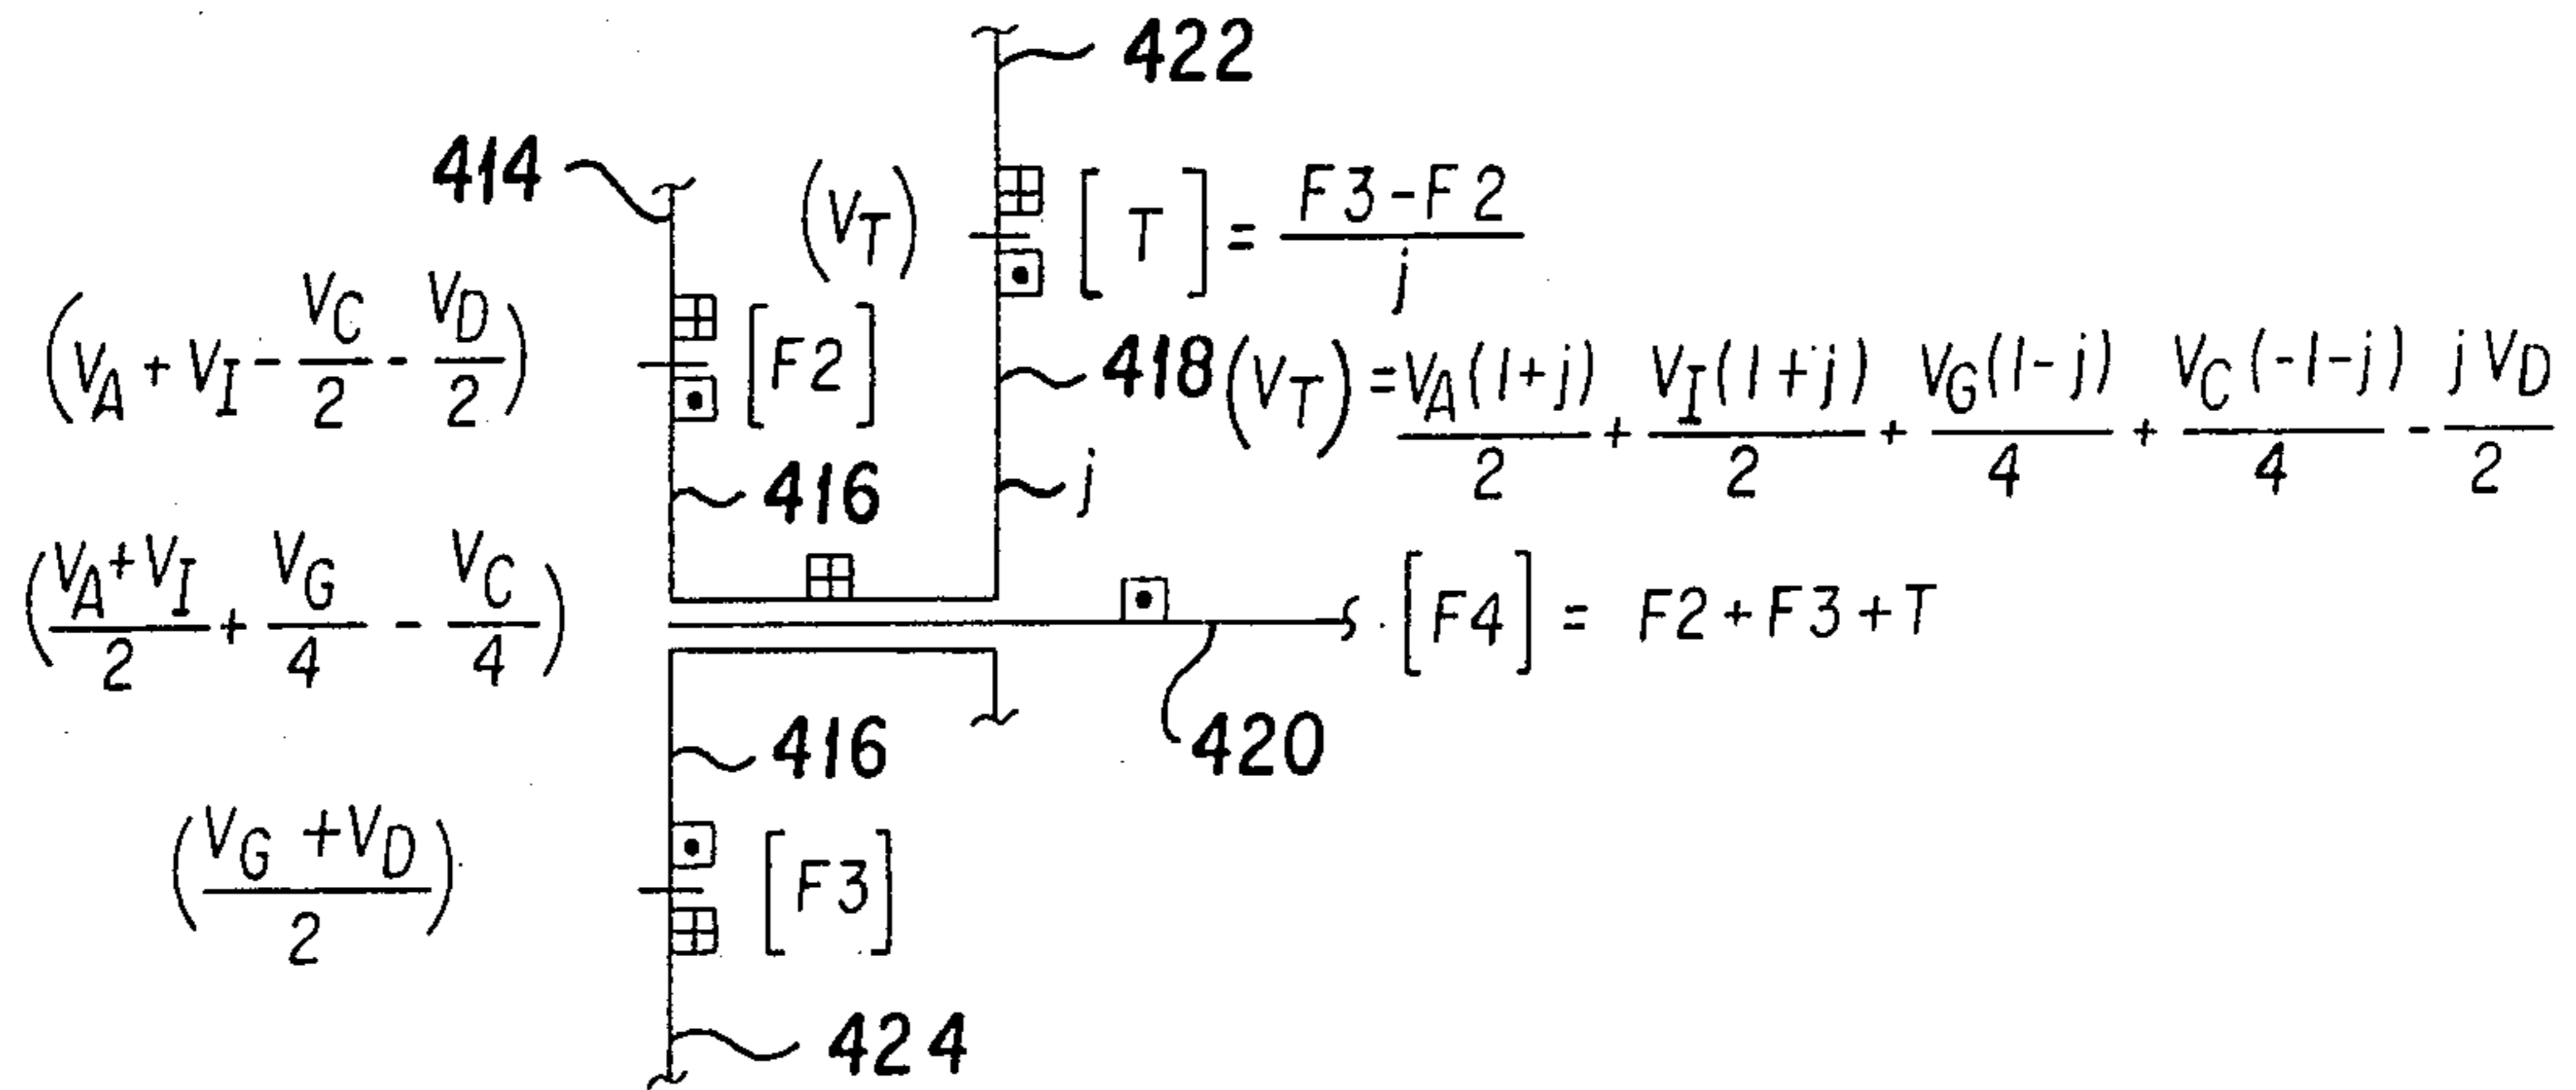 422
414
(V_T) [T] = (F3-F2)/j
(V_A + V_I - V_C/2 - V_D/2) [F2]
418 (V_T) = V_A(1+j)/2 + V_I(1+j)/2 + V_G(1-j)/4 + V_C(-1-j)/4 - jV_D/2
416
j
((V_A+V_I)/2 + V_G/4 - V_C/4) [F4] = F2+F3+T
416
420
((V_G+V_D)/2) [F3]
424